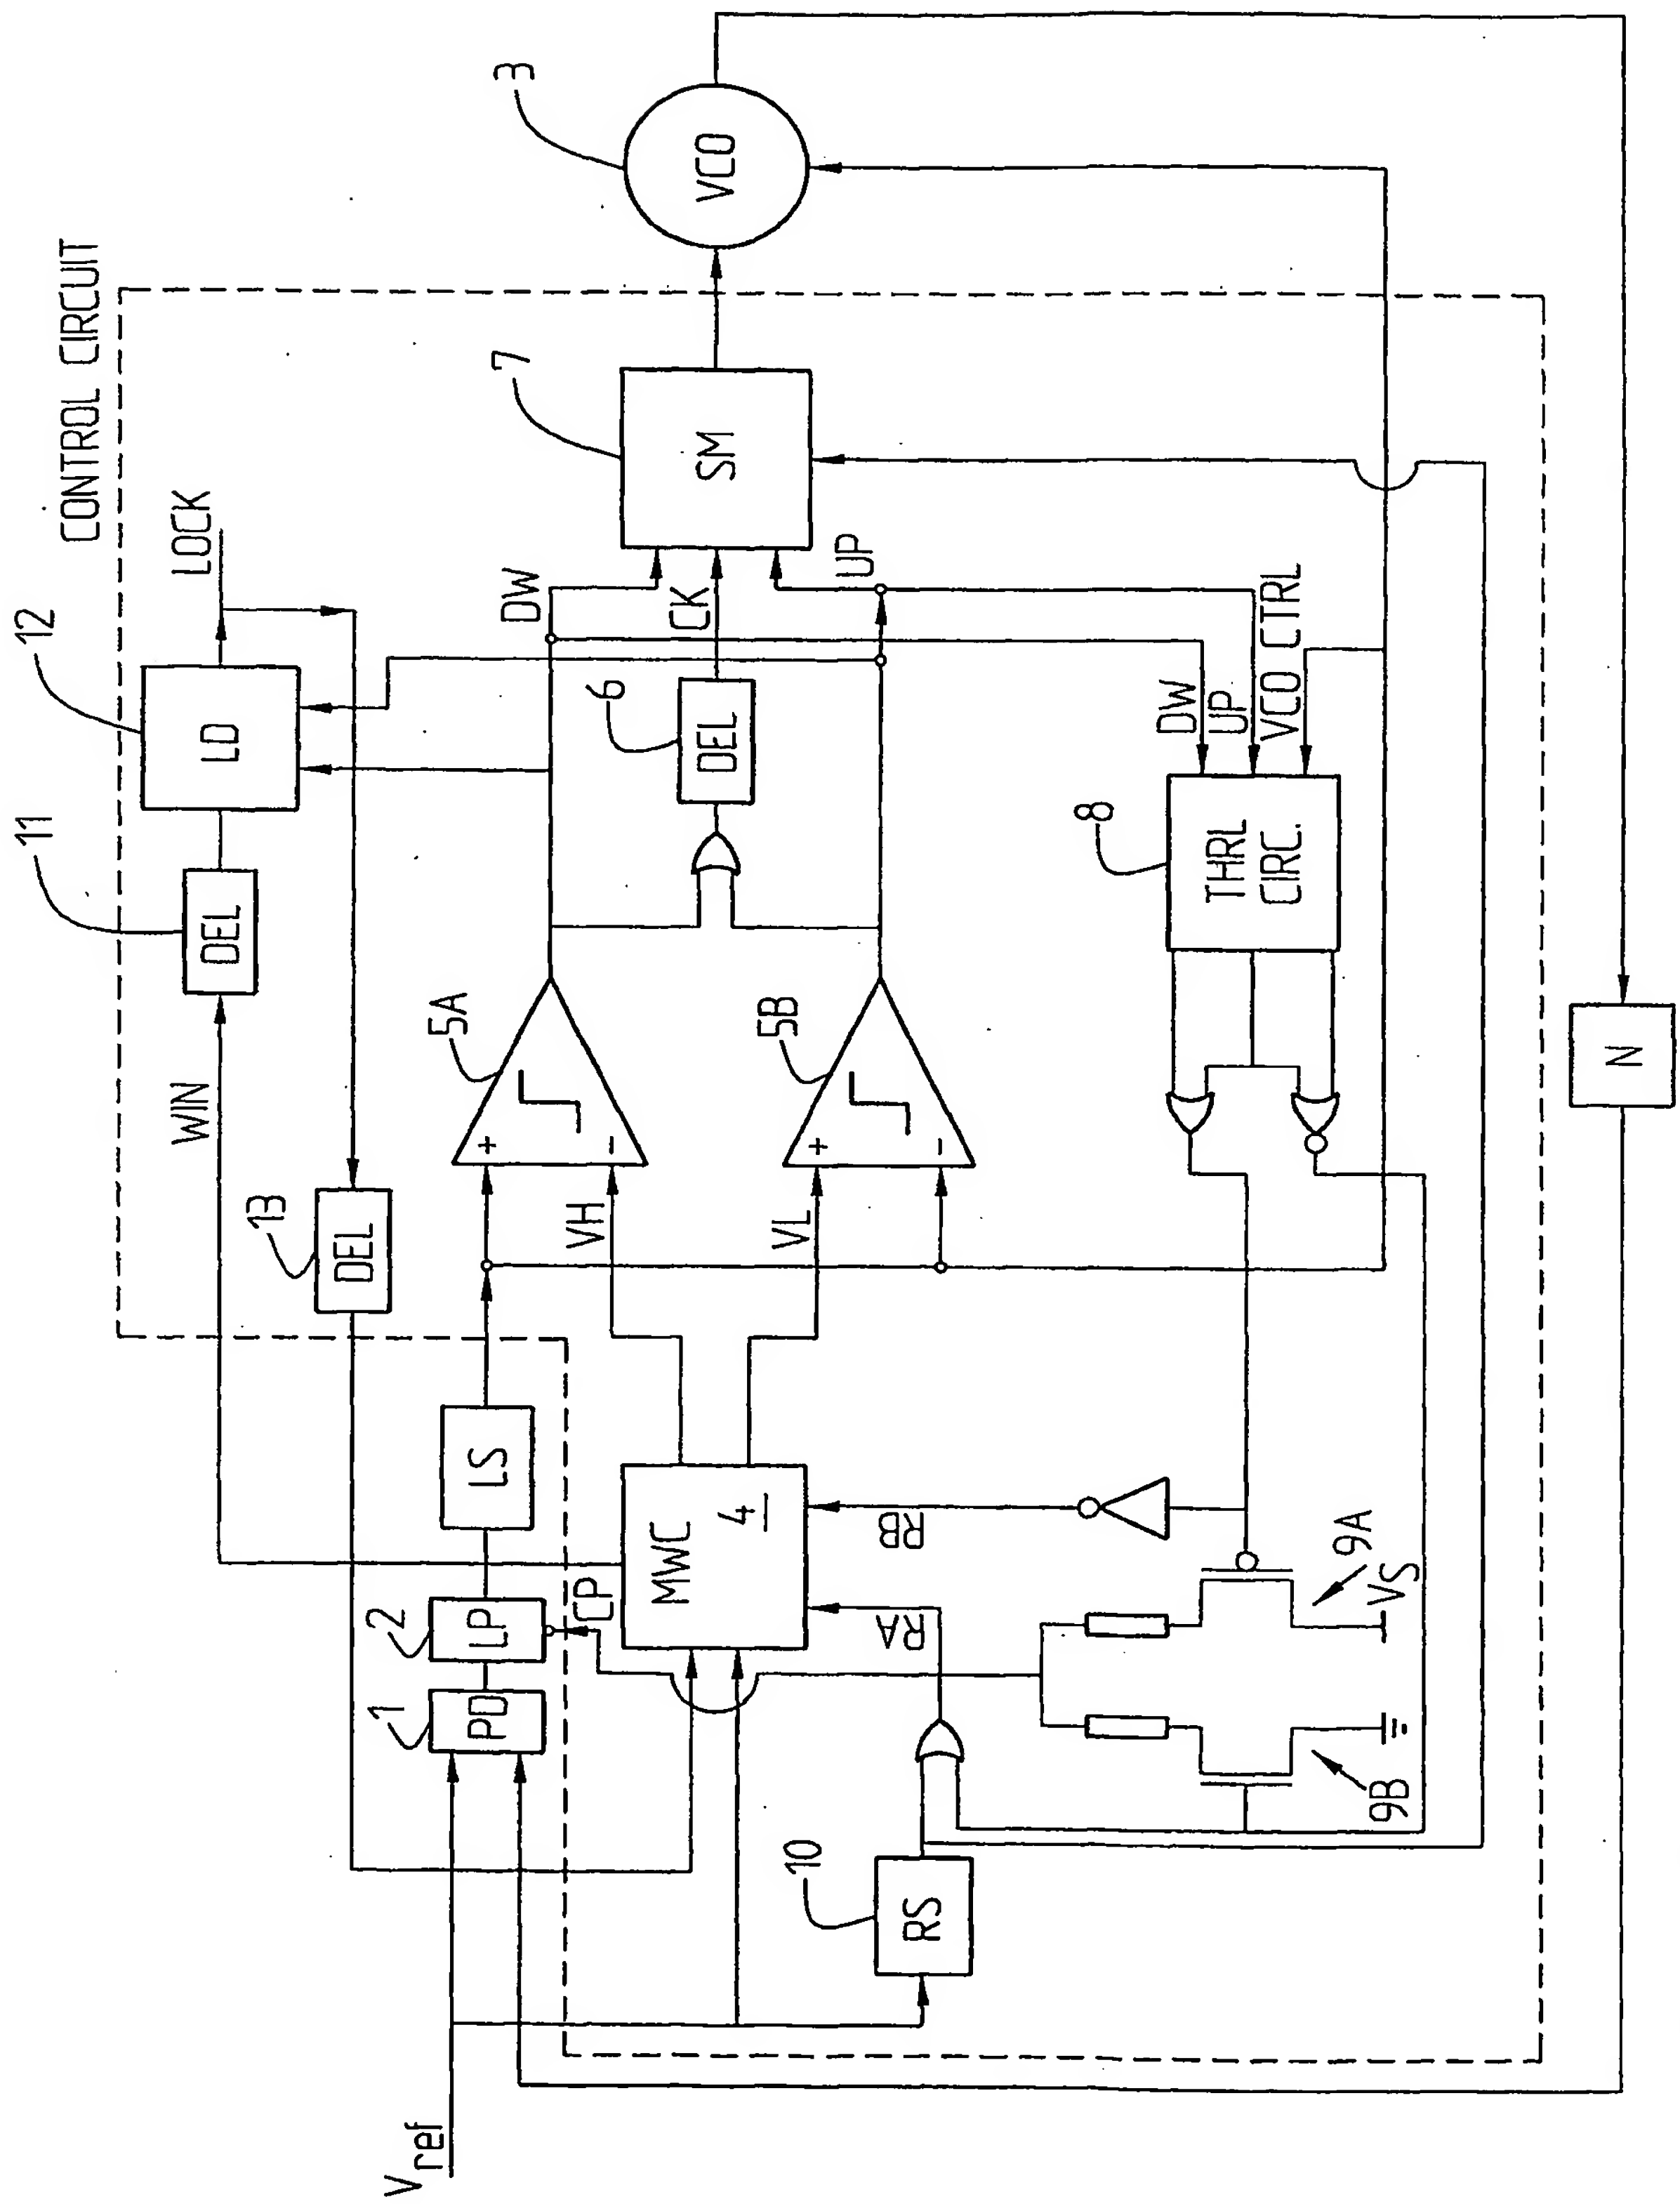 CONTROL CIRCUIT
11
12
LOCK
WIN
DEL
LD
13
DEL
5A
DW
7
3
1
2
PD
LP
LS
+
-
VH
CP
6
DEL
CK
SM
VCO
MWC
4
VL
5B
+
-
UP
10
RS
RA
RB
8
THRL
CIRC.
DW
UP
VCO CTRL
9B
9A
VS
N
Vref